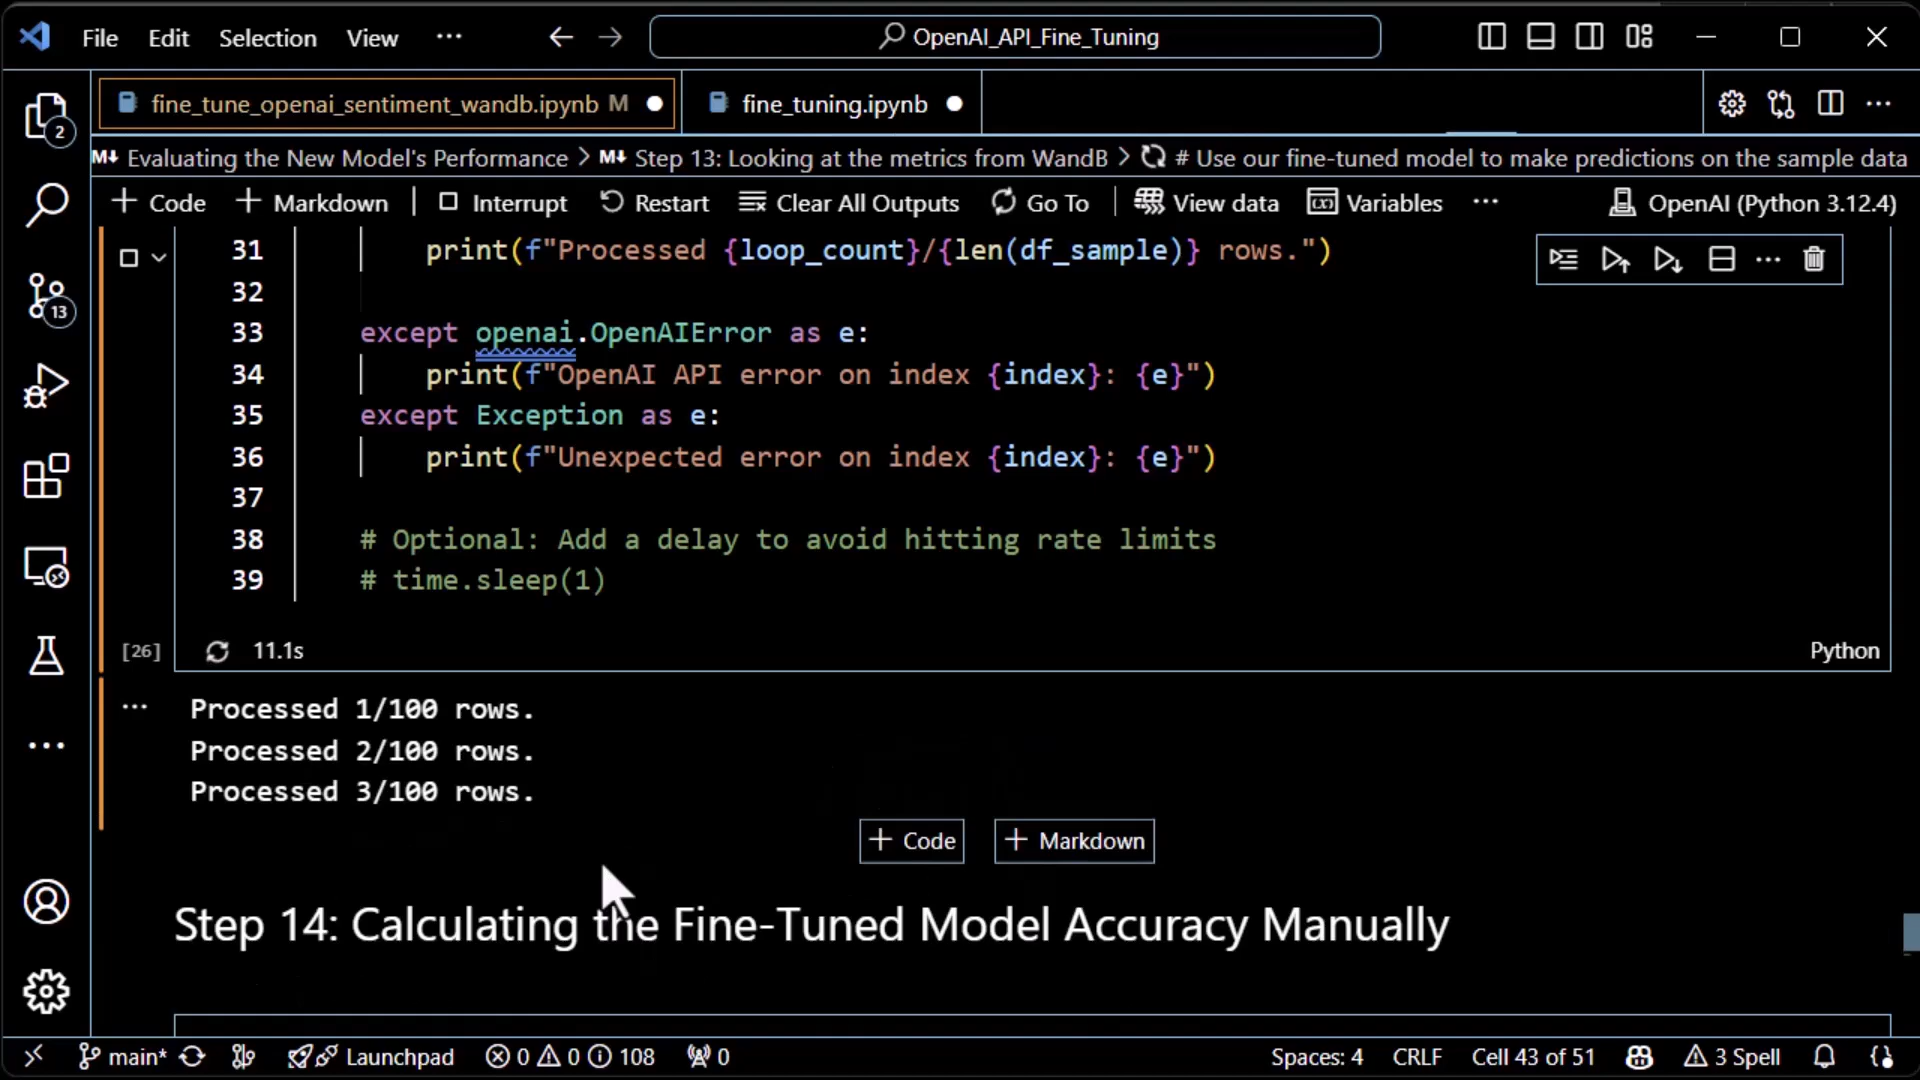 File Edit Selection View ··· OpenAI_API_Fine_Tuning
fine_tune_openai_sentiment_wandb.ipynb M fine_tuning.ipynb
2
M↓ Evaluating the New Model's Performance > M↓ Step 13: Looking at the metrics from WandB > # Use our fine-tuned model to make predictions on the sample data
+ Code + Markdown Interrupt Restart Clear All Outputs Go To View data Variables ··· OpenAI (Python 3.12.4)
31 print(f"Processed {loop_count}/{len(df_sample)} rows.")
32
13
33 except openai.OpenAIError as e:
34 print(f"OpenAI API error on index {index}: {e}")
35 except Exception as e:
36 print(f"Unexpected error on index {index}: {e}")
37
38 # Optional: Add a delay to avoid hitting rate limits
39 # time.sleep(1)
[26] 11.1s Python
Processed 1/100 rows.
Processed 2/100 rows.
Processed 3/100 rows.
+ Code + Markdown
Step 14: Calculating the Fine-Tuned Model Accuracy Manually
main* Launchpad 0 0 108 0 Spaces: 4 CRLF Cell 43 of 51 3 Spell